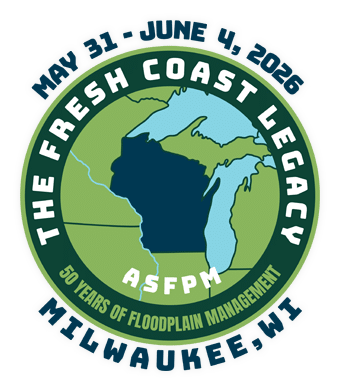 MAY 31 - JUNE 4, 2026
THE FRESH COAST LEGACY
ASFPM
50 YEARS OF FLOODPLAIN MANAGEMENT
MILWAUKEE, WI